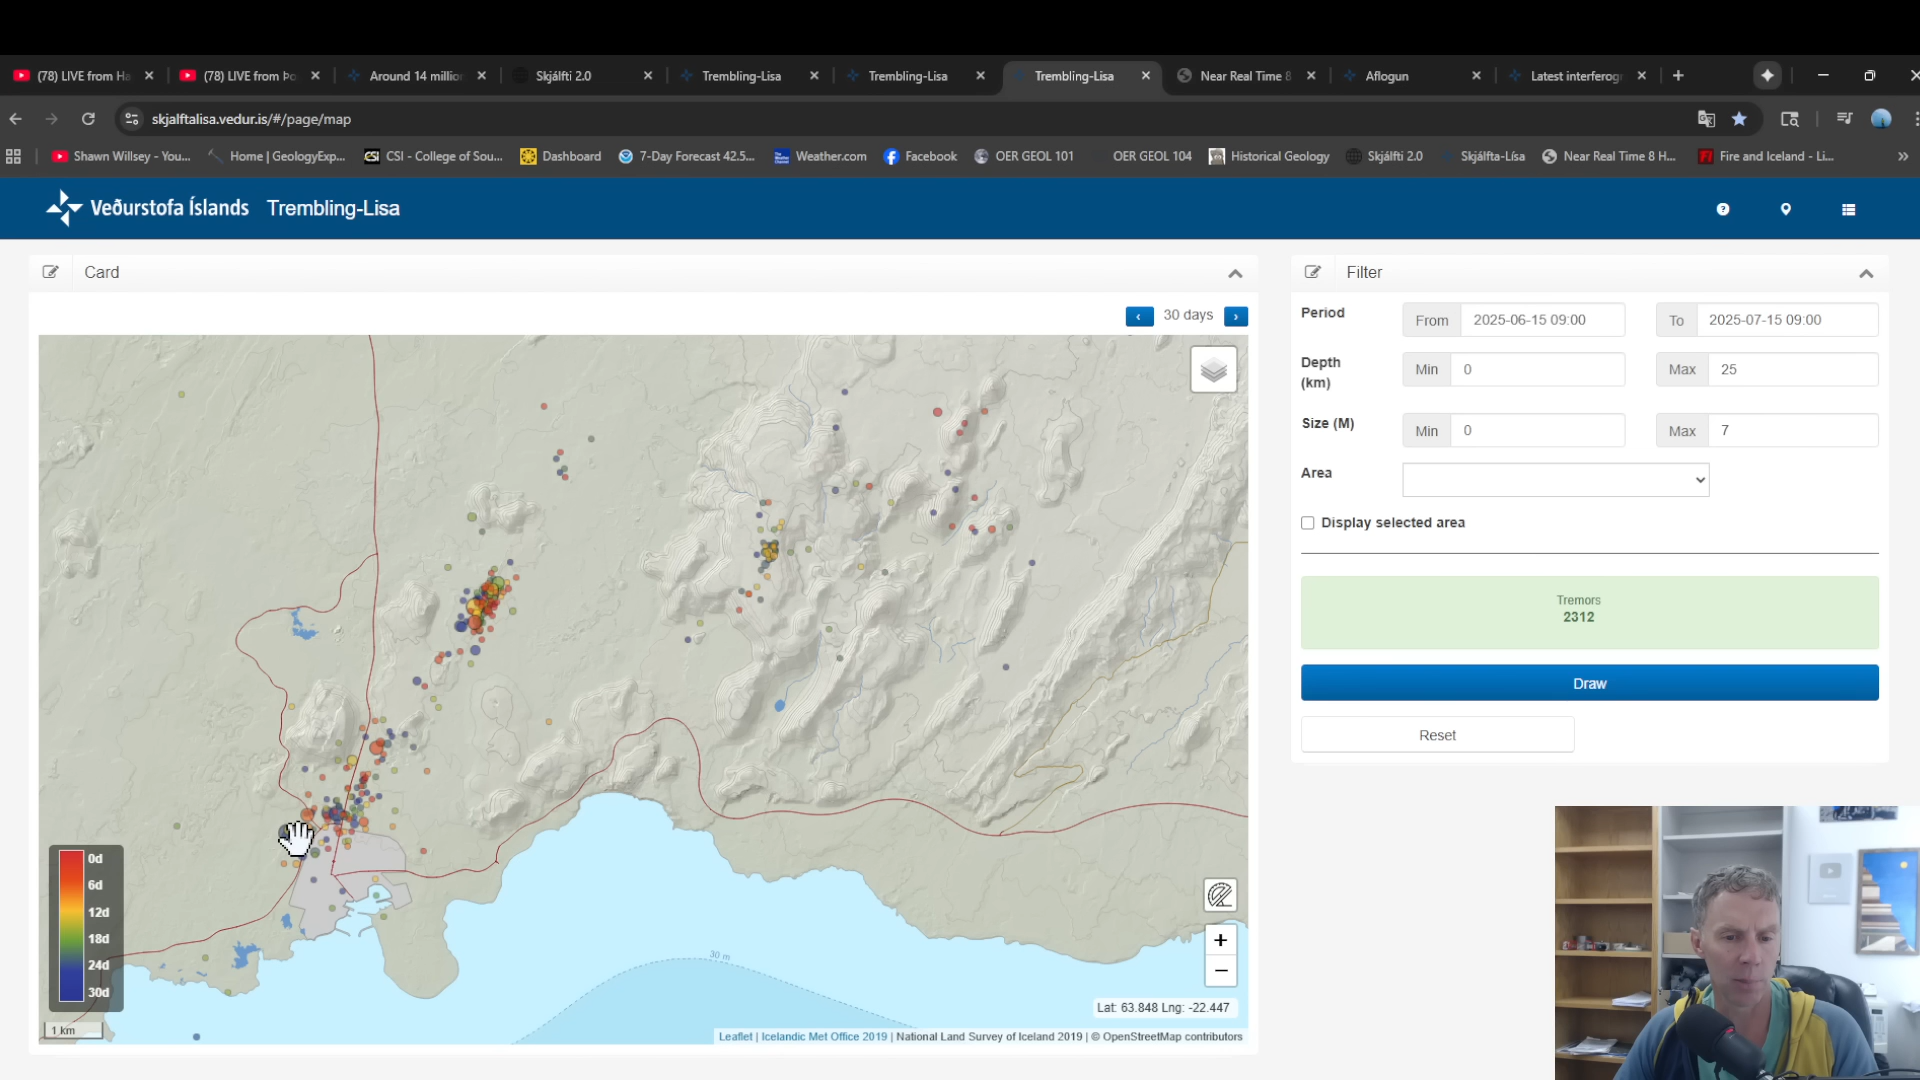 (78) LIVE from Ha
(78) LIVE from Þo
Around 14 millio
Skjálfti 2.0
Trembling-Lisa
Trembling-Lisa
Trembling-Lisa
Near Real Time 8
Aflogun
Latest interferogr
skjalftalisa.vedur.is/#/page/map
Shawn Willsey - You...
Home | GeologyExp...
CSI - College of Sou...
Dashboard
7-Day Forecast 42.5...
Weather.com
Facebook
OER GEOL 101
OER GEOL 104
Historical Geology
Skjálfti 2.0
Skjálfta-Lísa
Near Real Time 8 H...
Fire and Iceland - Li...
Veðurstofa Íslands
Trembling-Lisa
Card
30 days
Filter
Period
From
2025-06-15 09:00
To
2025-07-15 09:00
Depth
(km)
Min
0
Max
25
Size (M)
Min
0
Max
7
Area
Display selected area
Tremors
2312
Draw
Reset
0d
6d
12d
18d
24d
30d
1 km
30 m
Lat: 63.848 Lng: -22.447
Leaflet | Icelandic Met Office 2019 | National Land Survey of Iceland 2019 | © OpenStreetMap contributors